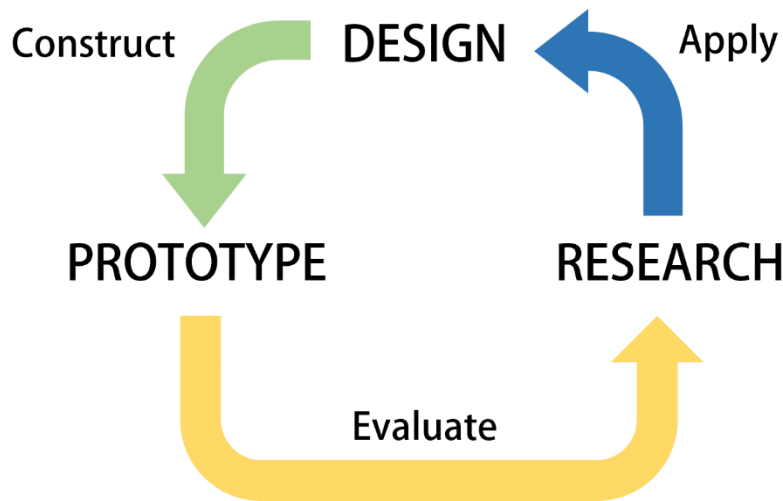 Construct
DESIGN
Apply
PROTOTYPE
RESEARCH
Evaluate